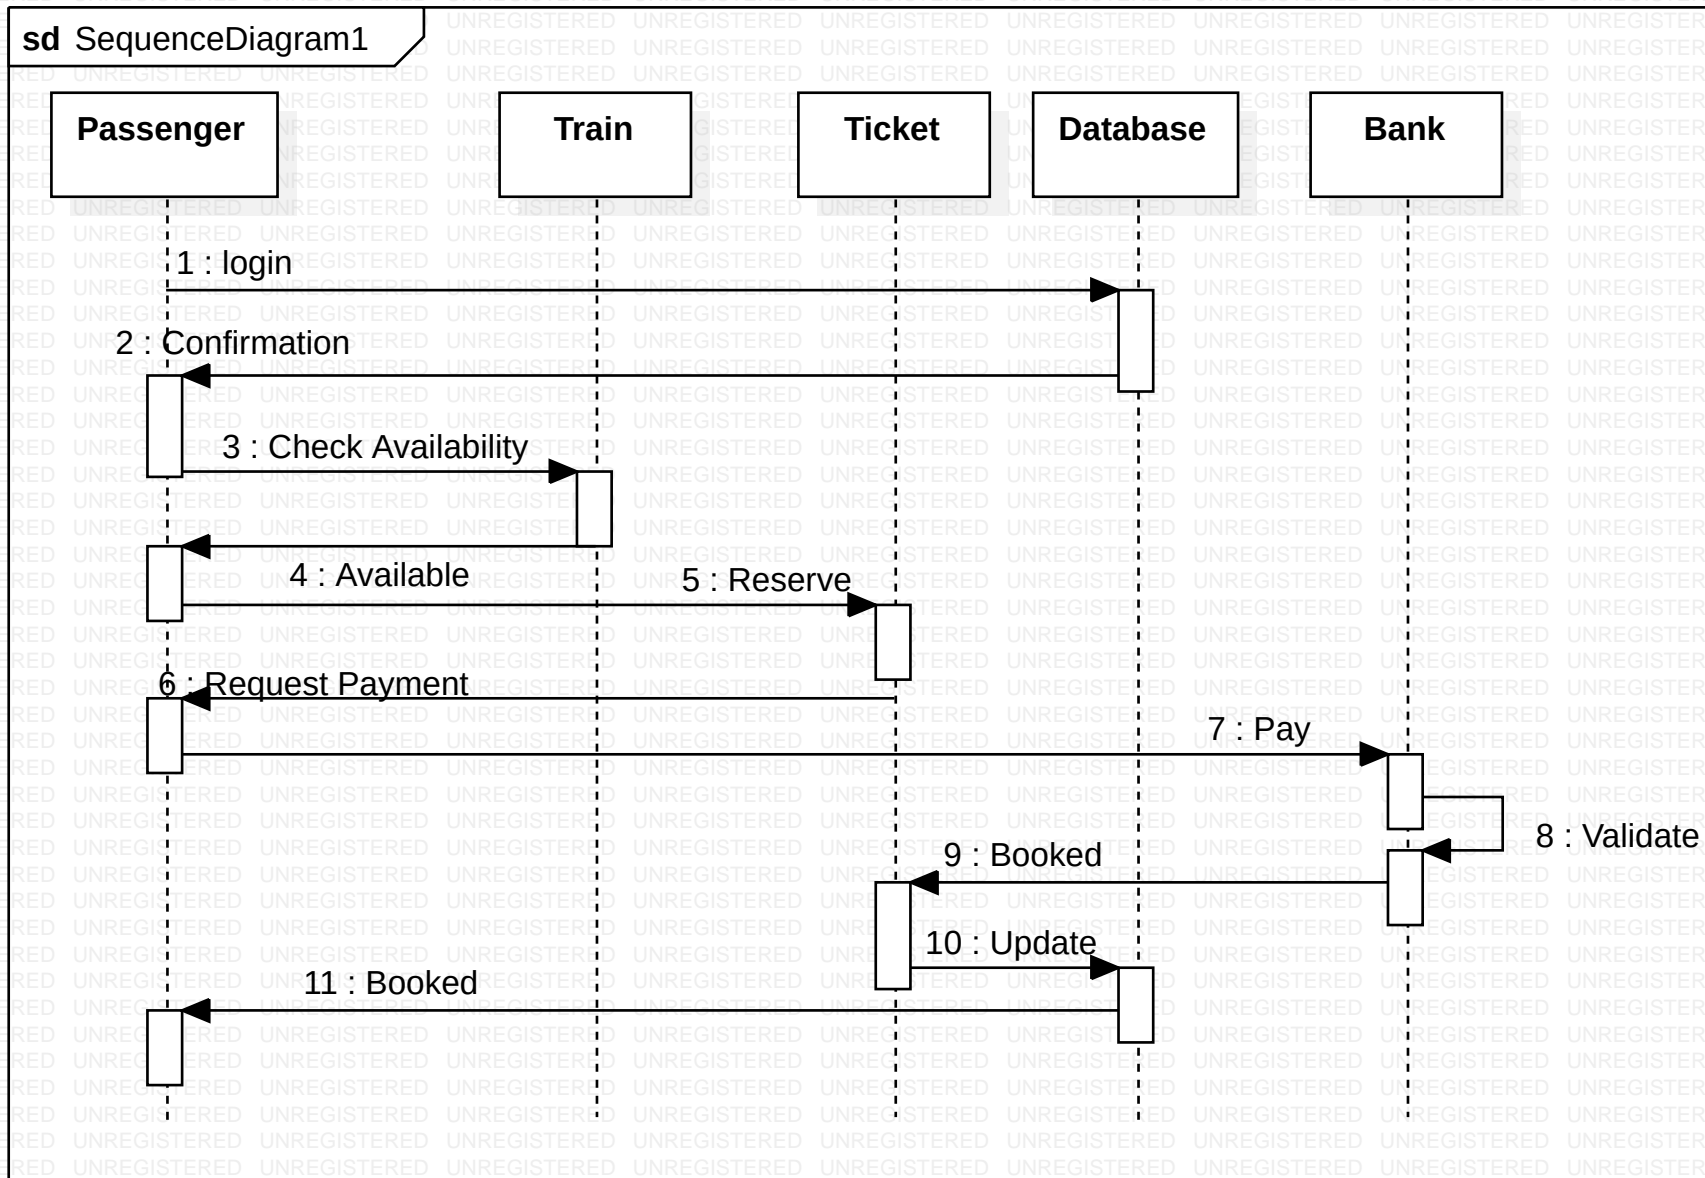 sd SequenceDiagram1
Passenger
Train
Ticket
Database
Bank
1 : login
2 : Confirmation
3 : Check Availability
4 : Available
5 : Reserve
6 : Request Payment
7 : Pay
8 : Validate
9 : Booked
10 : Update
11 : Booked
UNREGISTERED